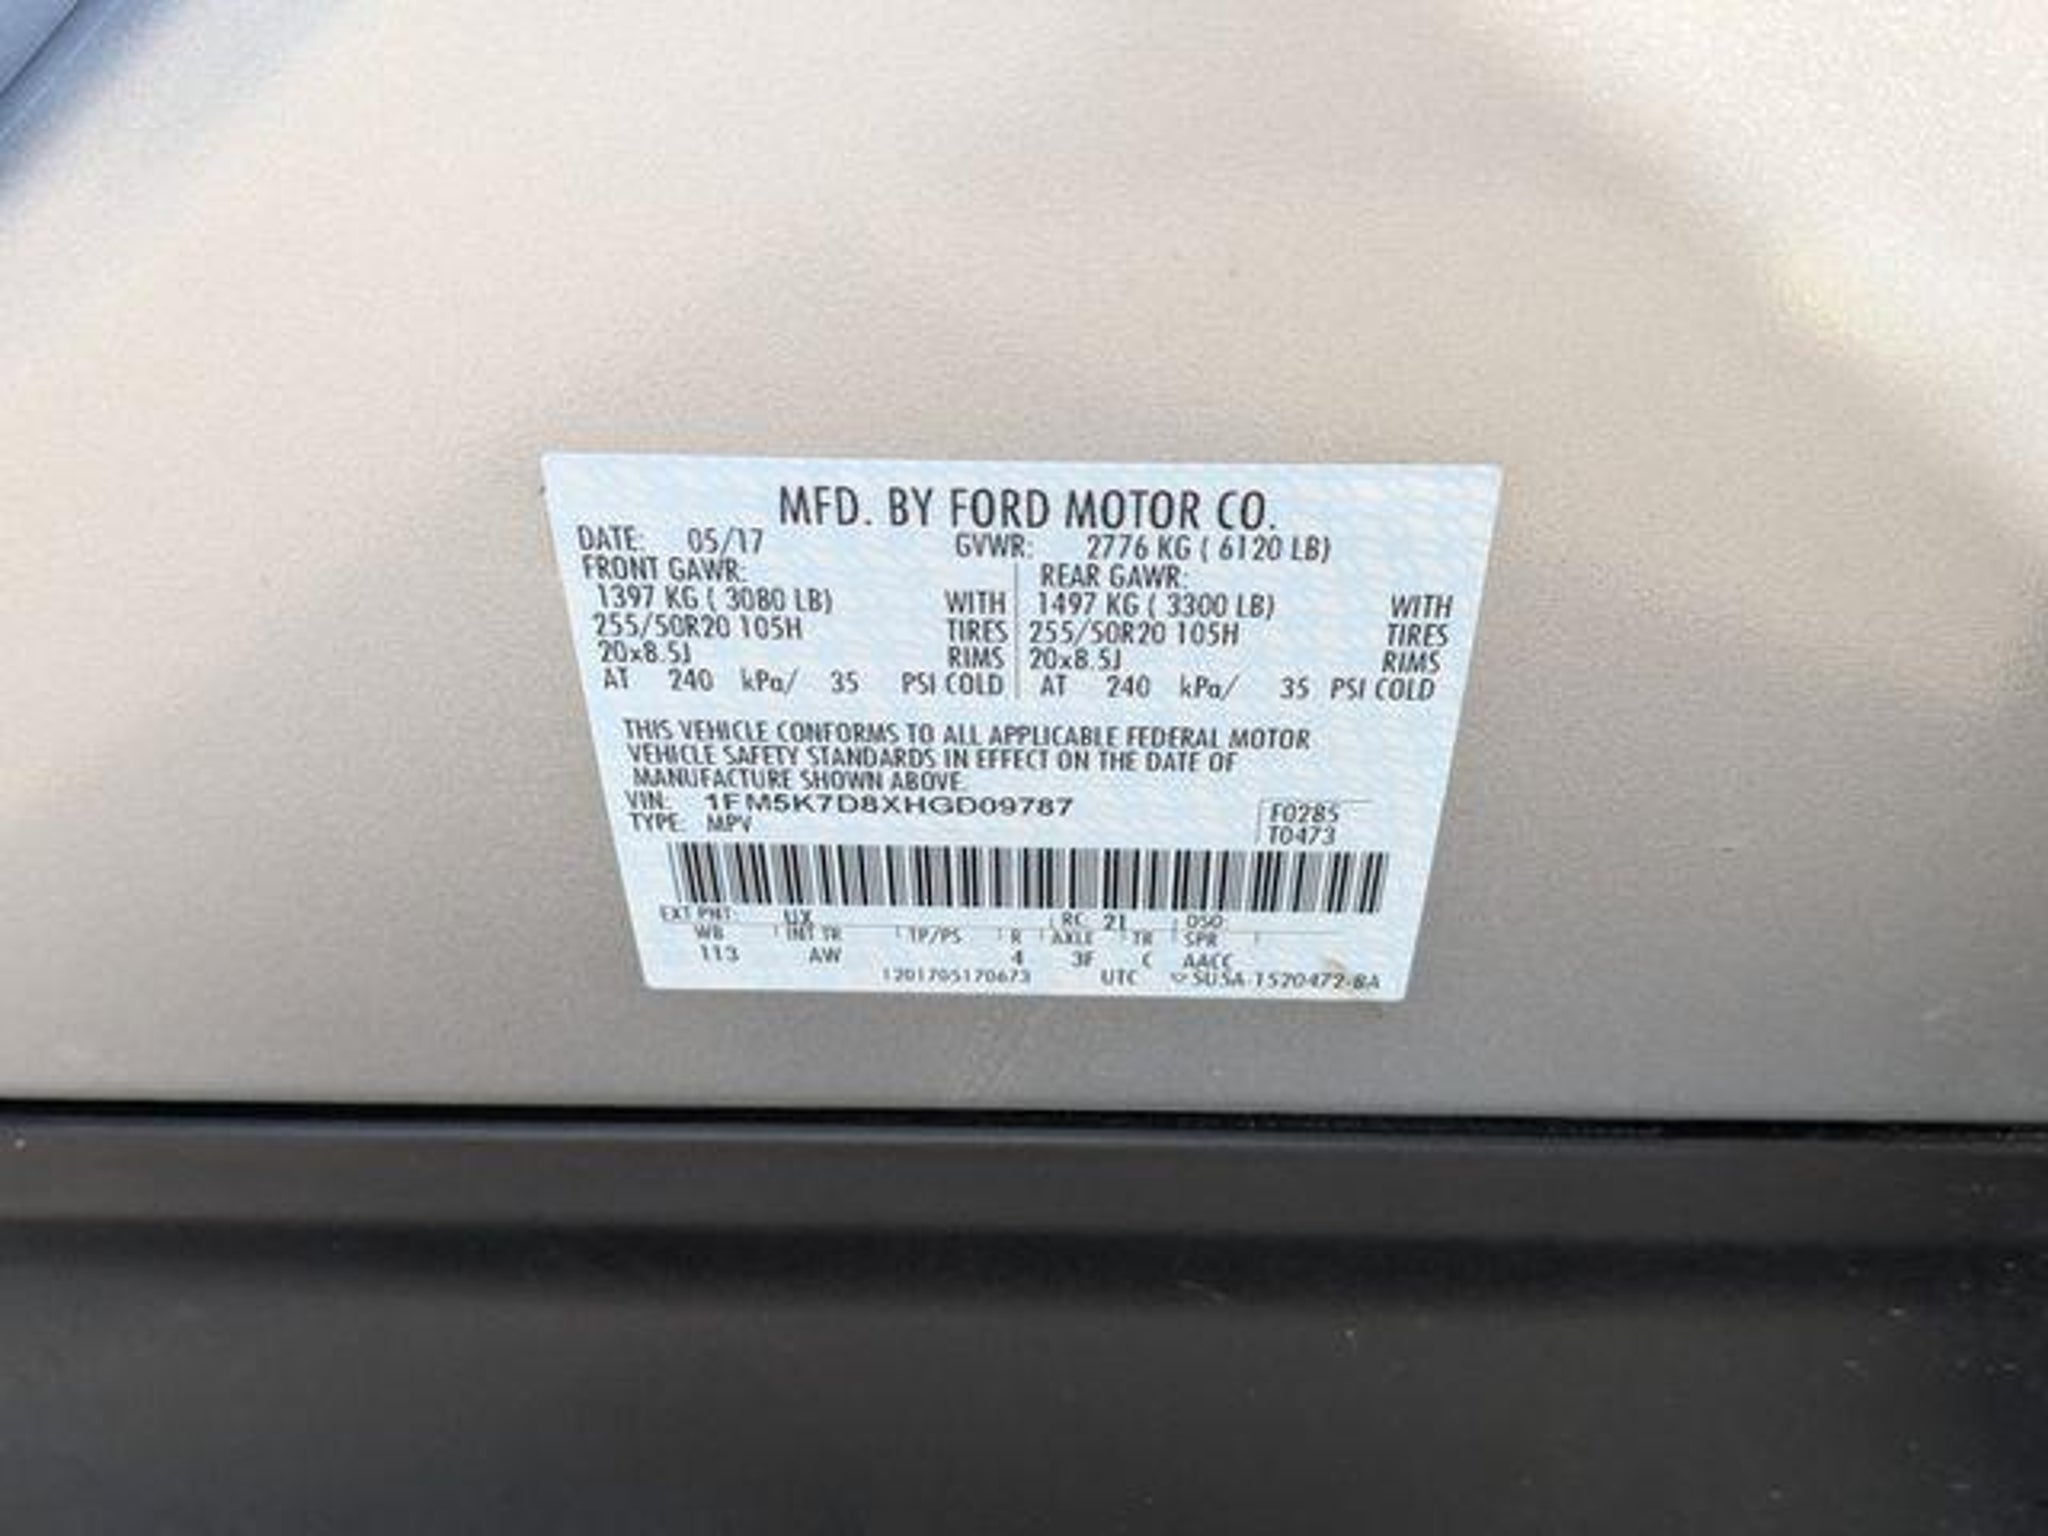 MFD. BY FORD MOTOR CO.
DATE: 05/17 GVWR: 2776 KG ( 6120 LB)
FRONT GAWR: REAR GAWR:
1397 KG ( 3080 LB) WITH 1497 KG ( 3300 LB) WITH
255/50R20 105H TIRES 255/50R20 105H TIRES
20x8.5J RIMS 20x8.5J RIMS
AT 240 kPa/ 35 PSI COLD AT 240 kPa/ 35 PSI COLD
THIS VEHICLE CONFORMS TO ALL APPLICABLE FEDERAL MOTOR
VEHICLE SAFETY STANDARDS IN EFFECT ON THE DATE OF
MANUFACTURE SHOWN ABOVE.
VIN: 1FM5K7D8XHGD09787 F0285
TYPE: MPV T0473
EXT PNT: UX RC: 21 DSO:
WB INT TR TP/PS R AXLE TR SPR
113 AW 4 3F C AACC
1201705170673 UTC SUSA-1520472-BA